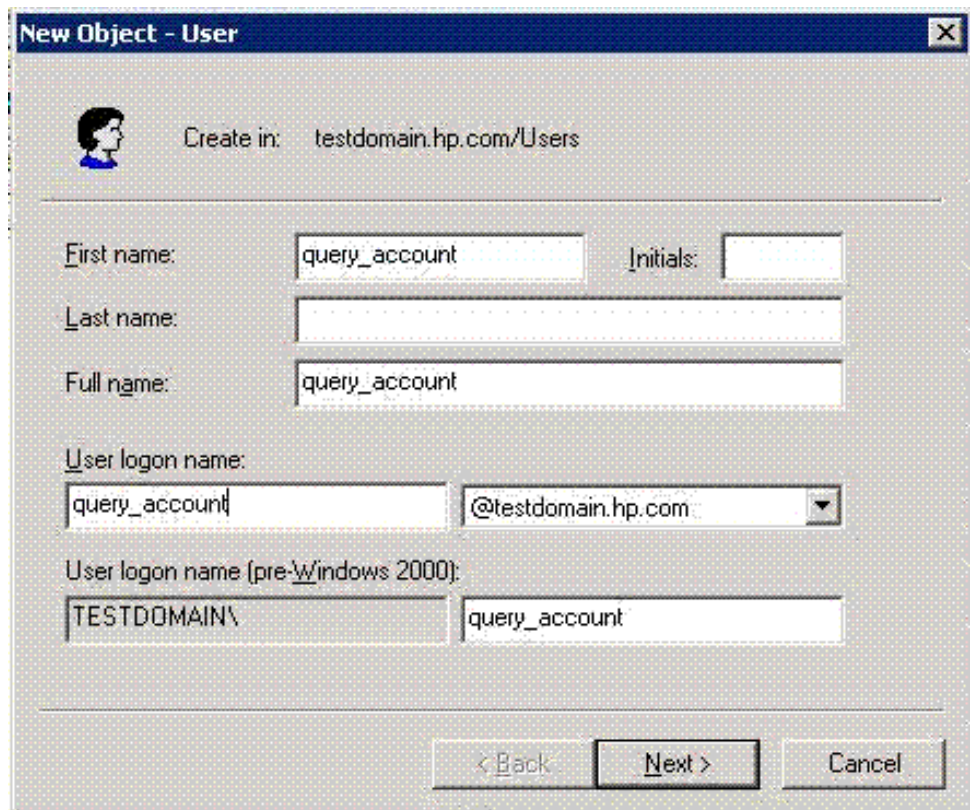 New Object - User
Create in: testdomain.hp.com/Users
First name: query_account Initials:
Last name:
Full name: query_account
User logon name:
query_account @testdomain.hp.com
User logon name (pre-Windows 2000):
TESTDOMAIN\ query_account
< Back Next > Cancel